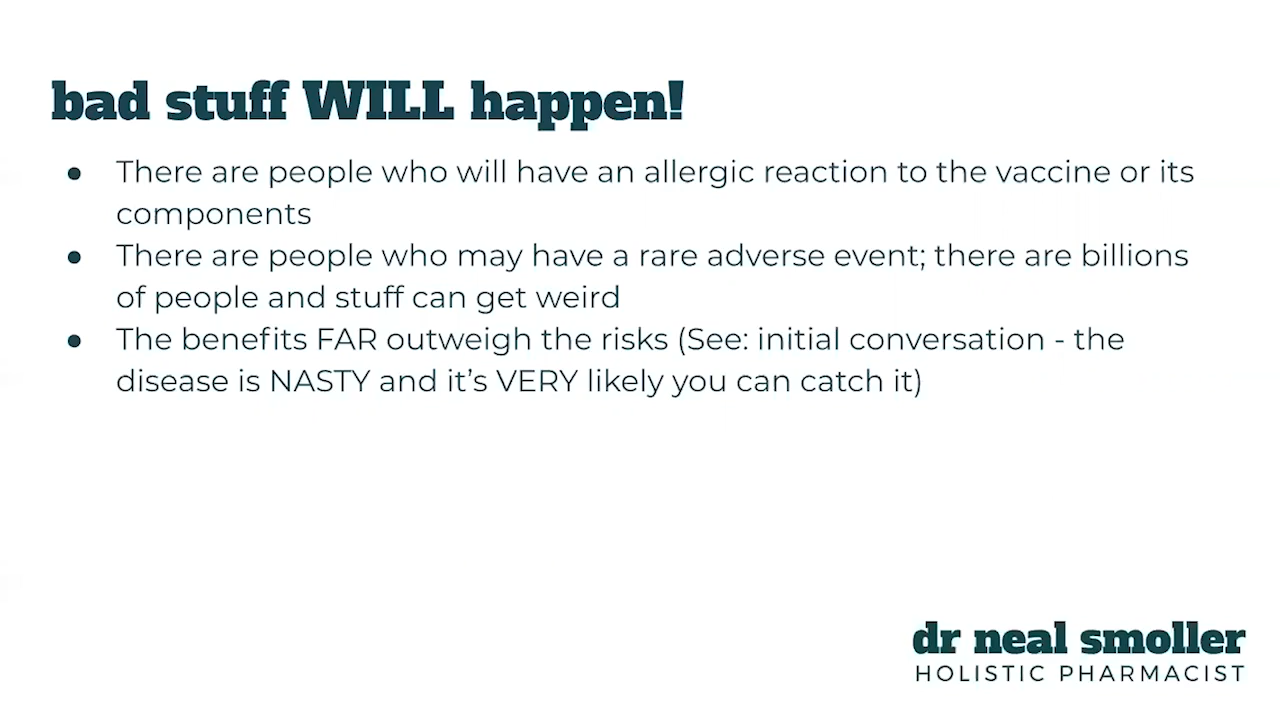 bad stuff WILL happen!
● There are people who will have an allergic reaction to the vaccine or its
components
● There are people who may have a rare adverse event; there are billions
of people and stuff can get weird
● The benefits FAR outweigh the risks (See: initial conversation - the
disease is NASTY and it's VERY likely you can catch it)
dr neal smoller
HOLISTIC PHARMACIST